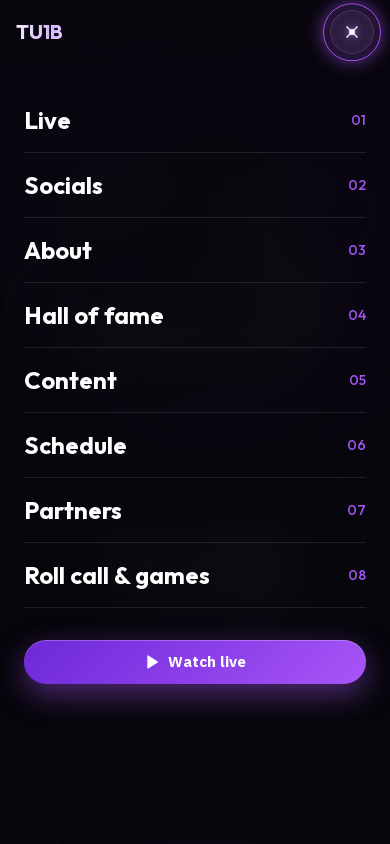 TU1B
Live 01
Socials 02
About 03
Hall of fame 04
Content 05
Schedule 06
Partners 07
Roll call & games 08
Watch live